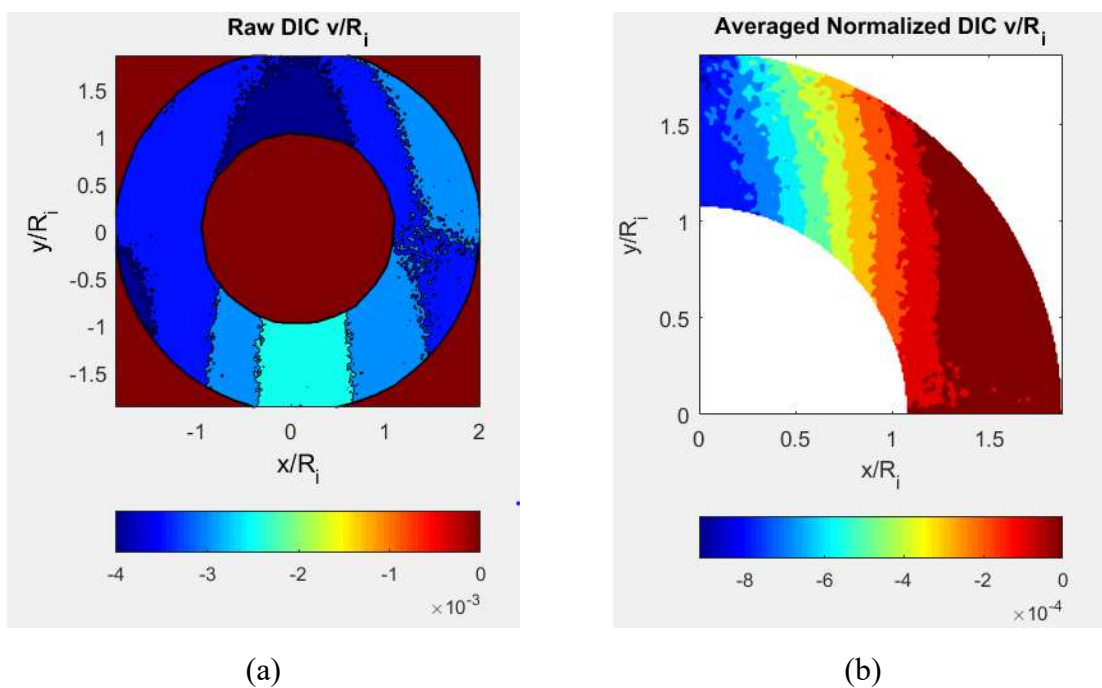 Raw DIC v/R_i
1.5
1
0.5
0
-0.5
-1
-1.5
y/R_i
-1 0 1 2
x/R_i
-4 -3 -2 -1 0
×10^-3
(a)
Averaged Normalized DIC v/R_i
1.5
1
0.5
0
y/R_i
0 0.5 1 1.5
x/R_i
-8 -6 -4 -2 0
×10^-4
(b)